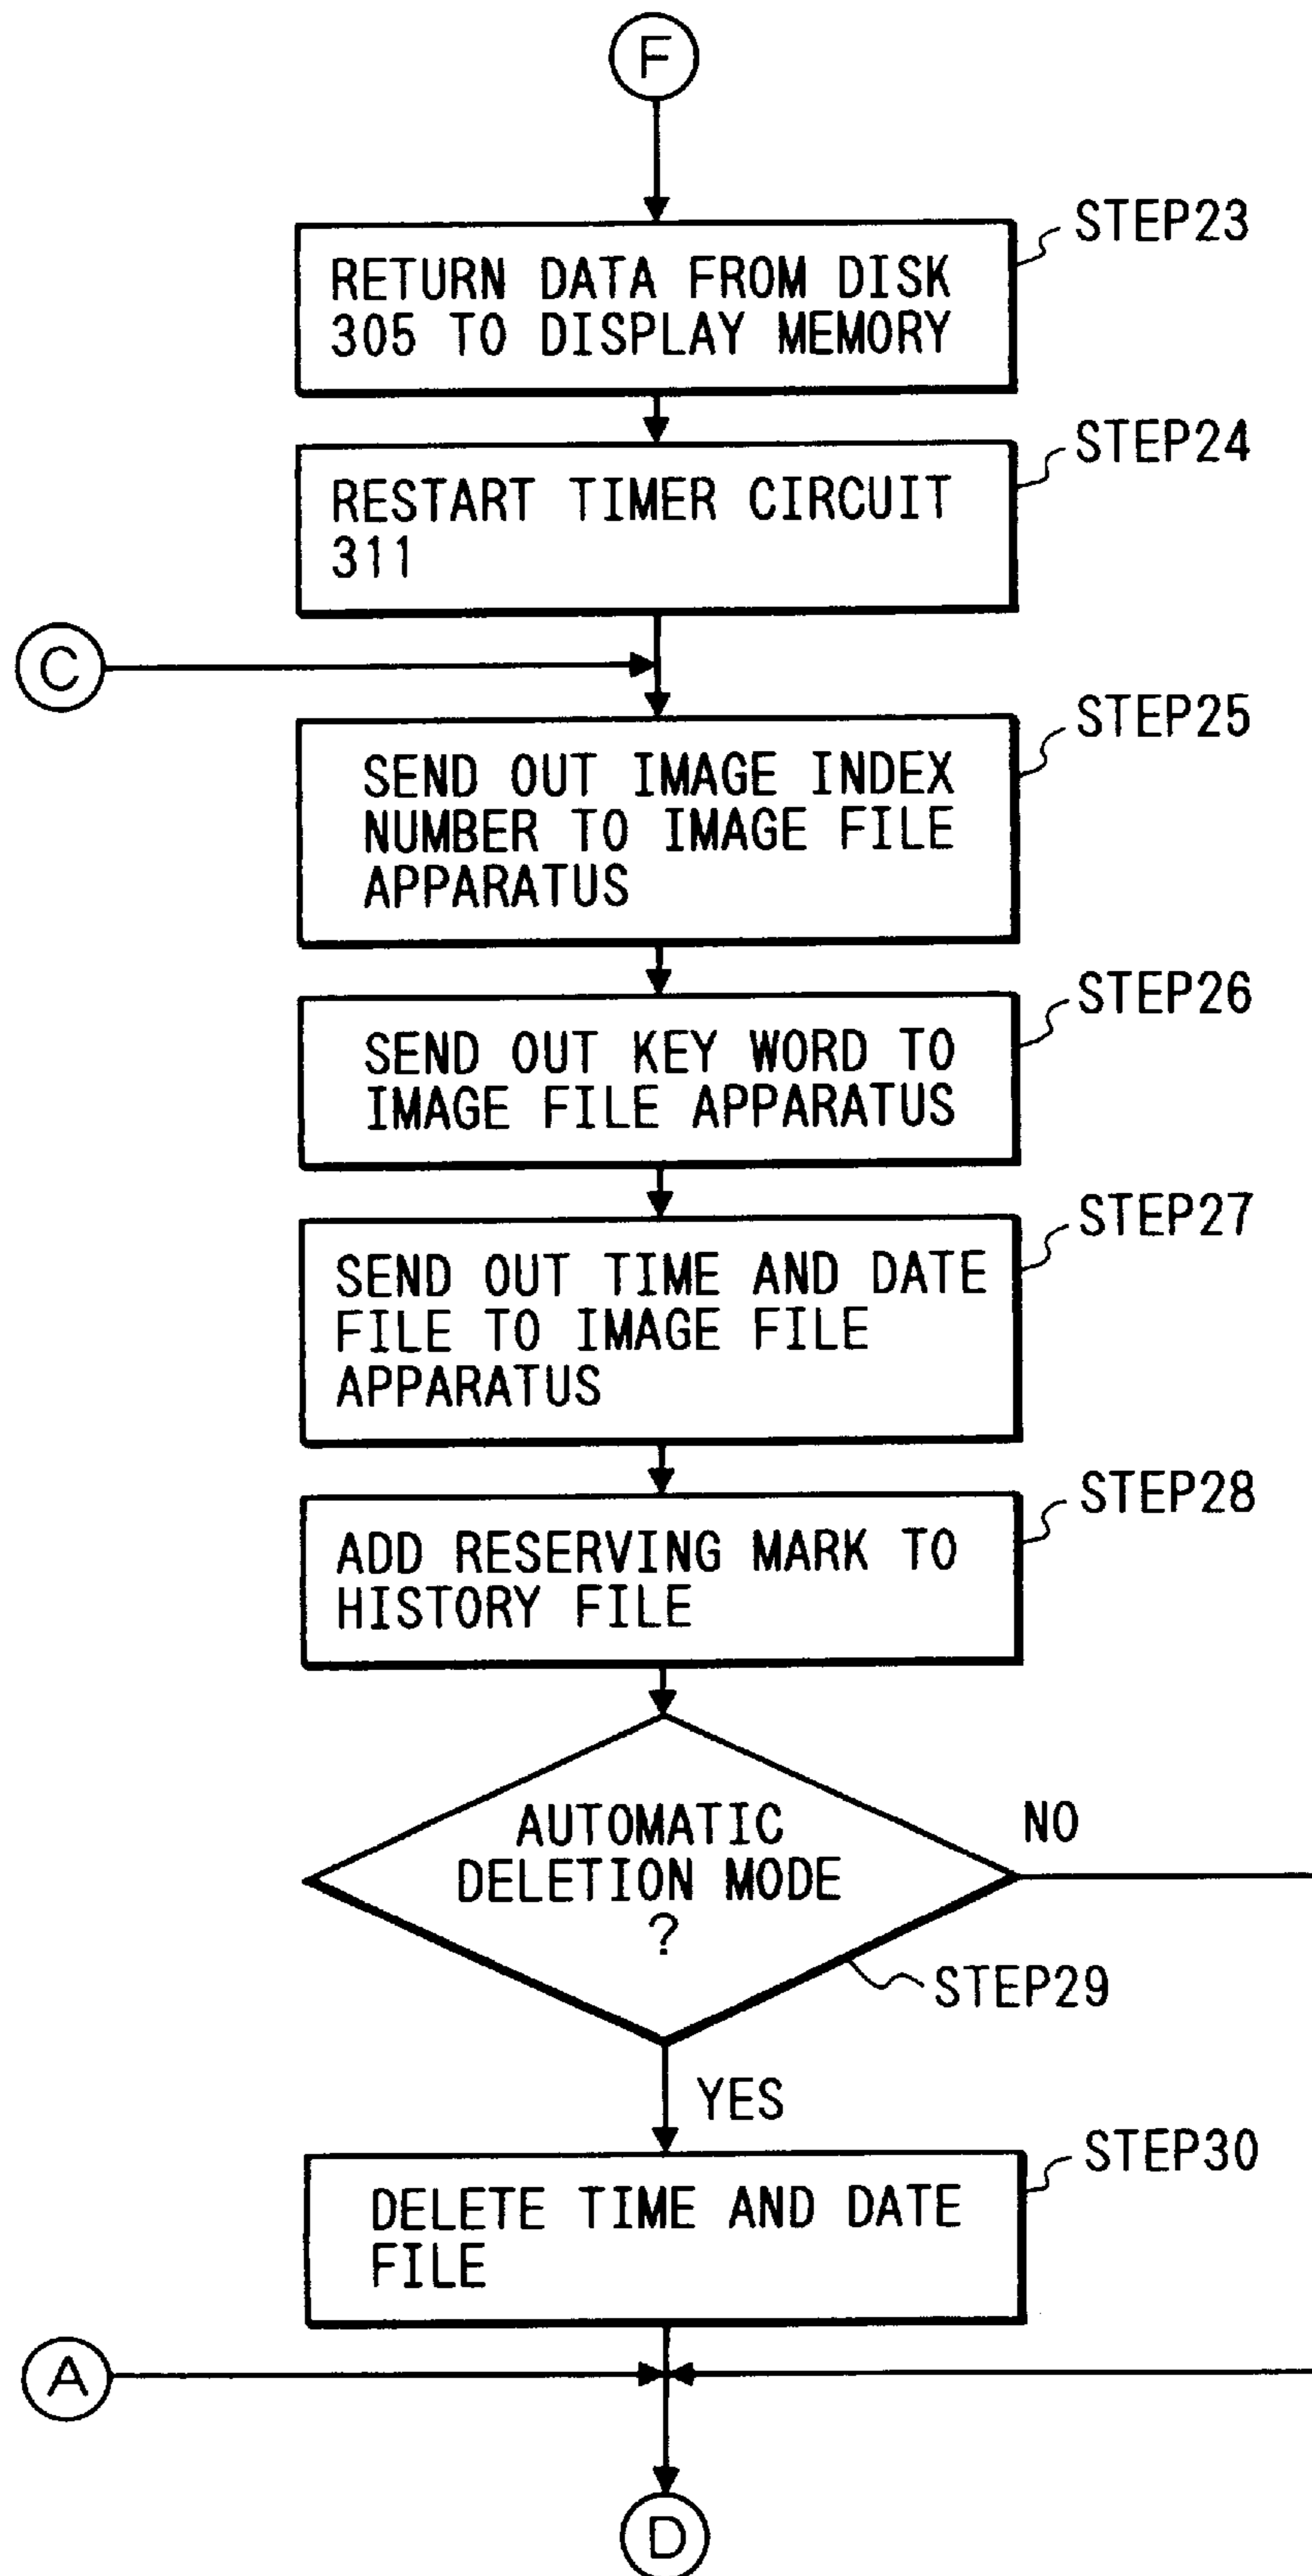 F
STEP23
RETURN DATA FROM DISK
305 TO DISPLAY MEMORY
STEP24
RESTART TIMER CIRCUIT
311
C
STEP25
SEND OUT IMAGE INDEX
NUMBER TO IMAGE FILE
APPARATUS
STEP26
SEND OUT KEY WORD TO
IMAGE FILE APPARATUS
STEP27
SEND OUT TIME AND DATE
FILE TO IMAGE FILE
APPARATUS
STEP28
ADD RESERVING MARK TO
HISTORY FILE
AUTOMATIC
DELETION MODE
?
NO
STEP29
YES
STEP30
DELETE TIME AND DATE
FILE
A
D